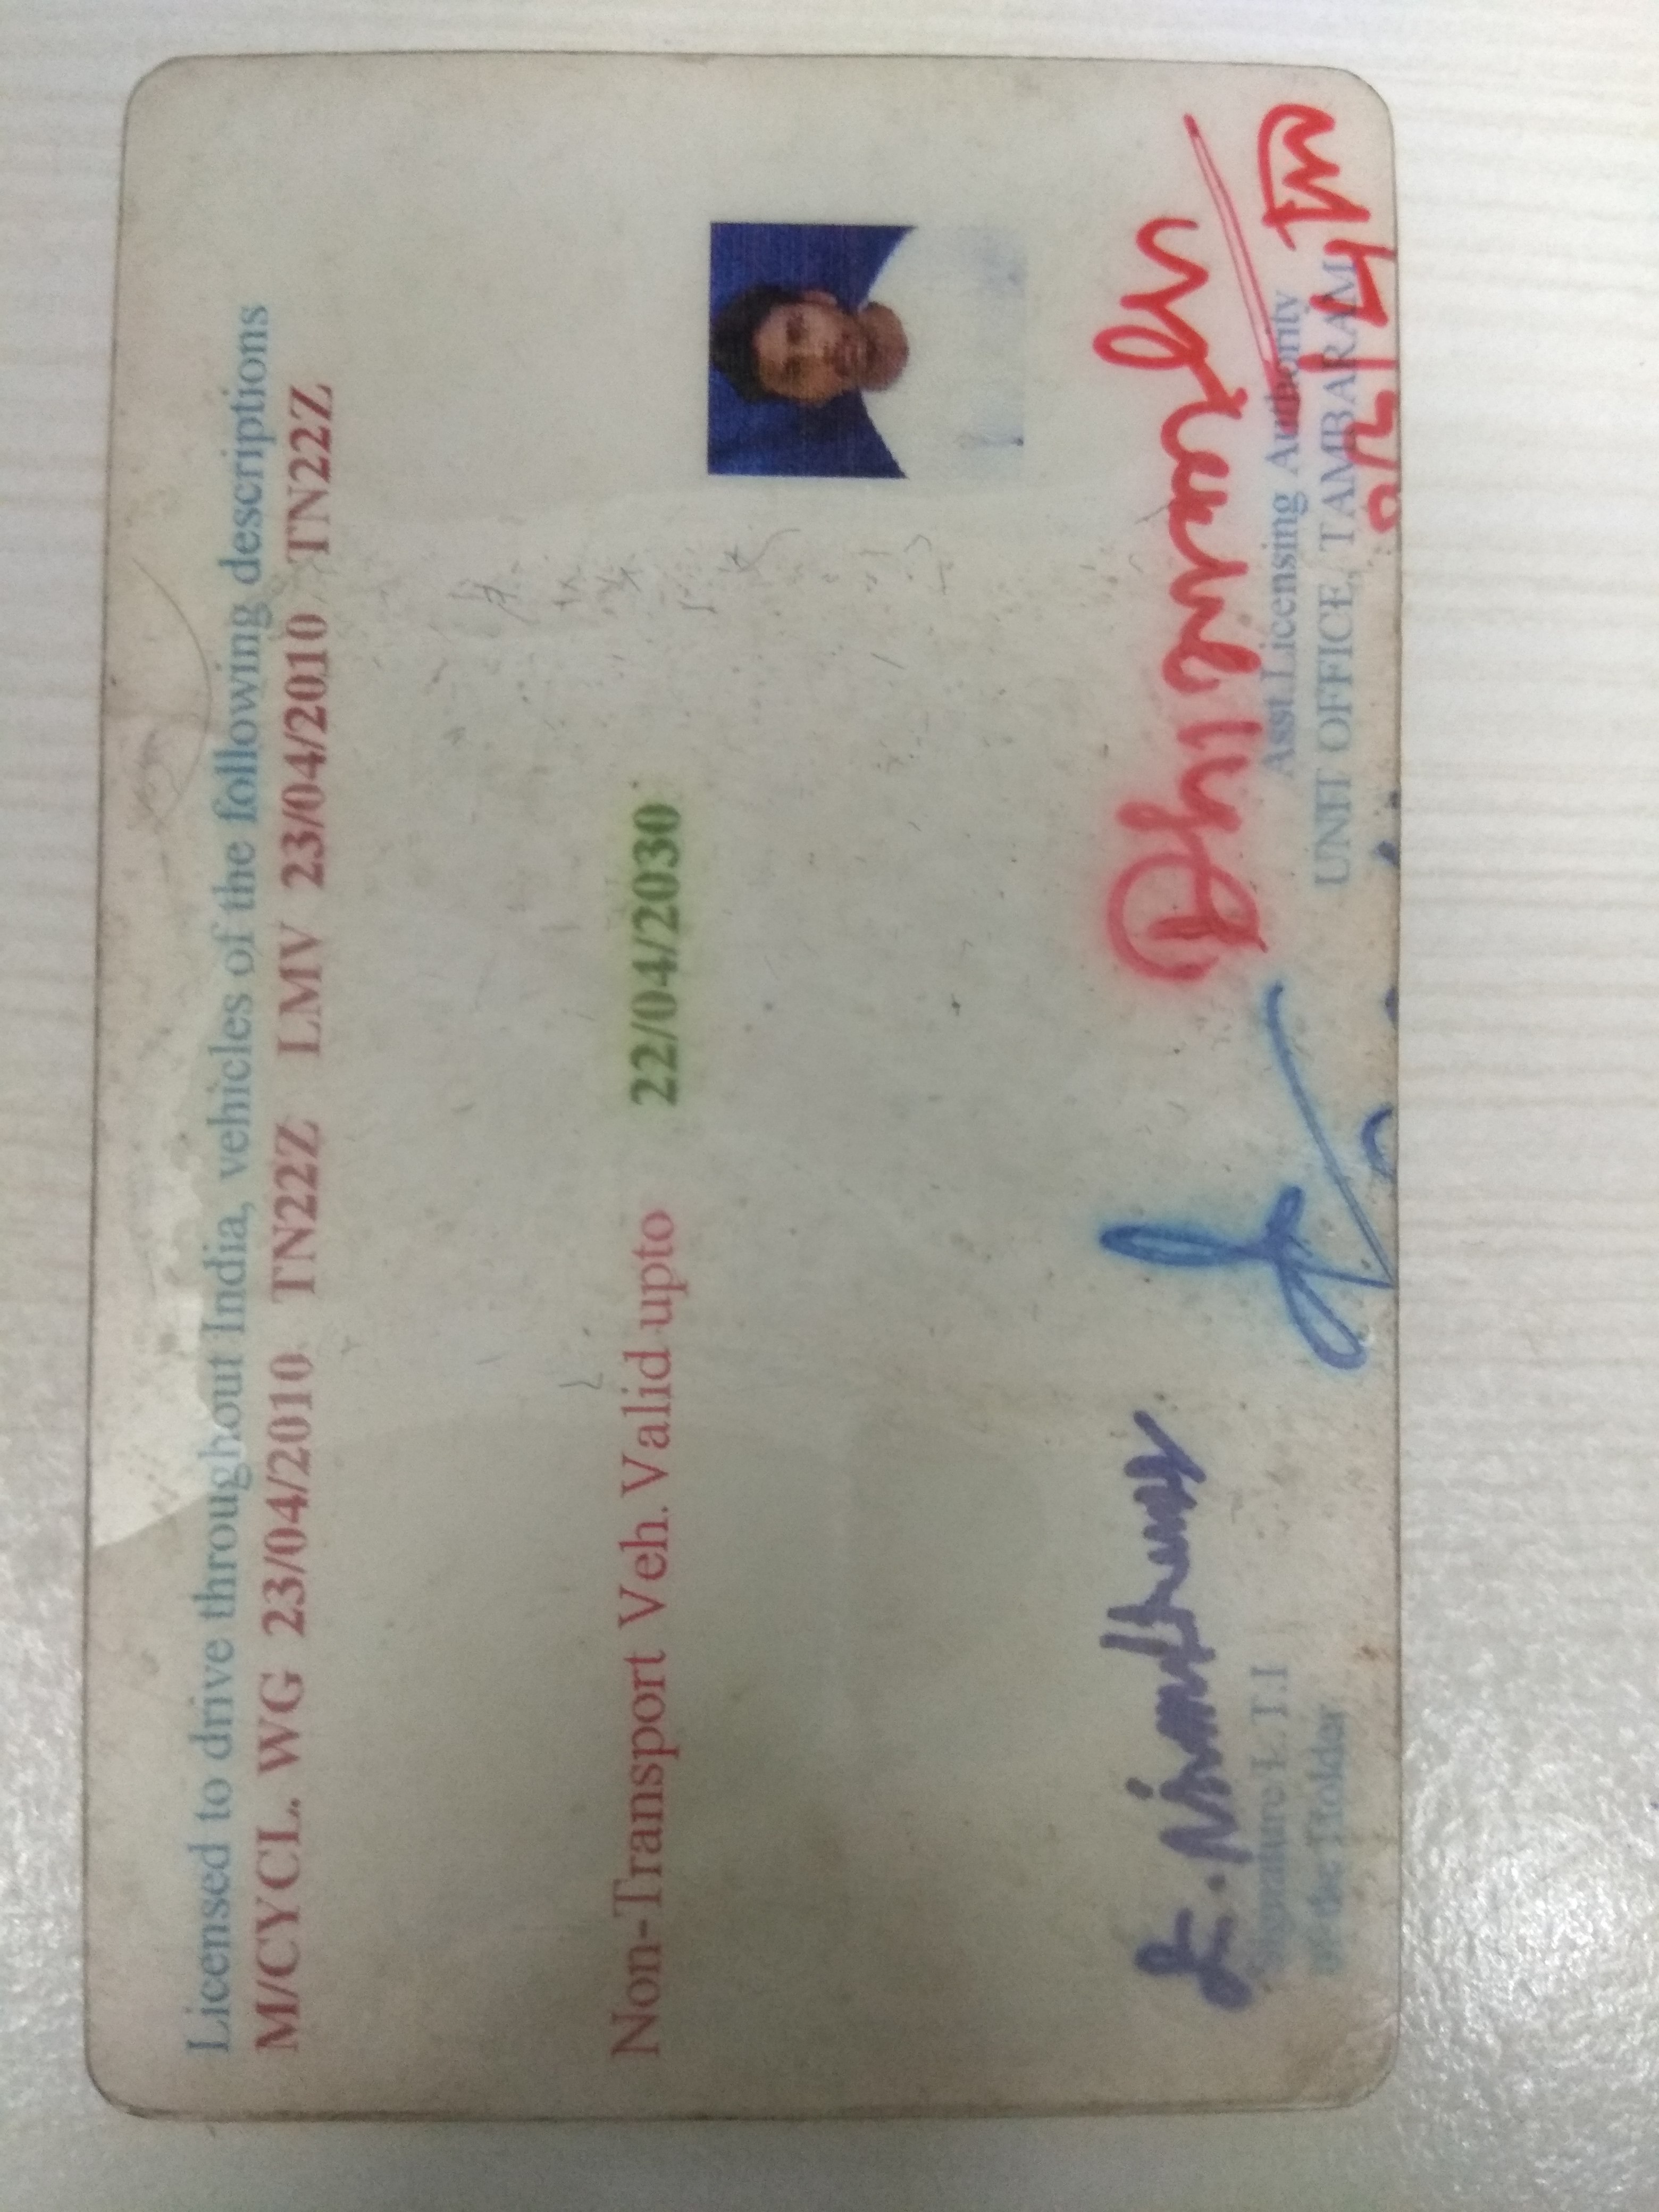 Licensed to drive throughout India, vehicles of the following descriptions
M/CYCL. WG 23/04/2010 TN22Z LMV 23/04/2010 TN22Z
Non-Transport Veh. Valid upto 22/04/2030
Signature/L.T.I
of the Holder
Asst.Licensing Authority
UNIT OFFICE, TAMBARAM